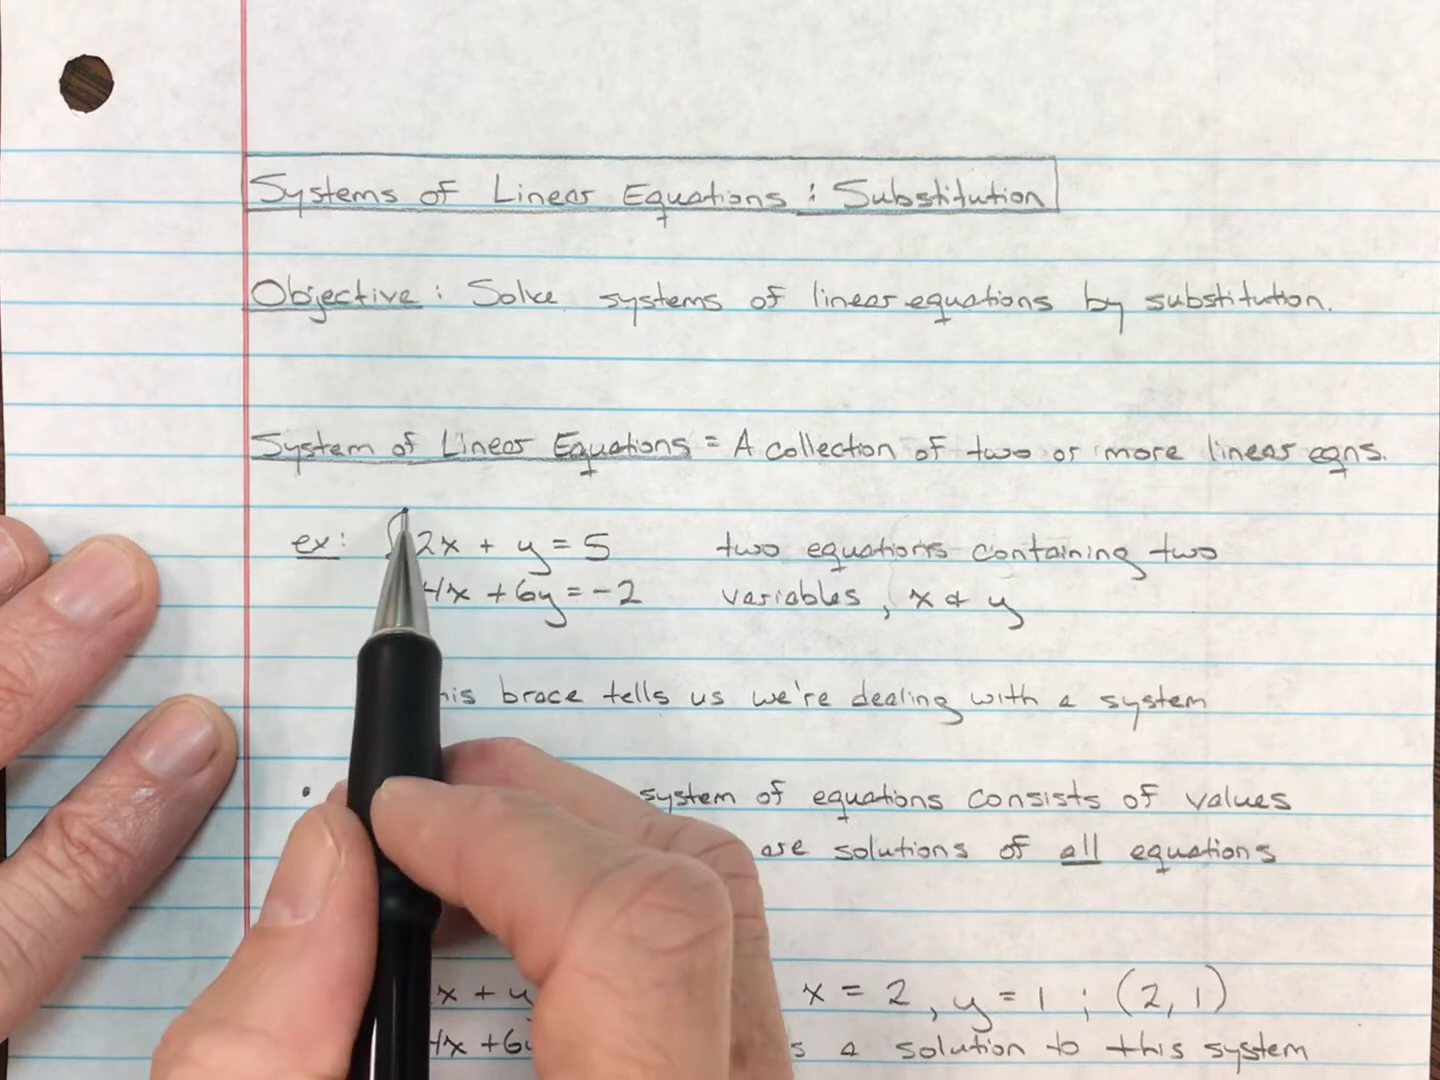 Systems of Linear Equations : Substitution
Objective : Solve systems of linear equations by substitution.
System of Linear Equations = A collection of two or more linear eqns.
ex: { 2x + y = 5 two equations containing two
4x + 6y = -2 variables, x & y
brace tells us we're dealing with a system
• system of equations consists of values
are solutions of all equations
x + y x = 2, y = 1 ; (2, 1)
4x + 6y a solution to this system